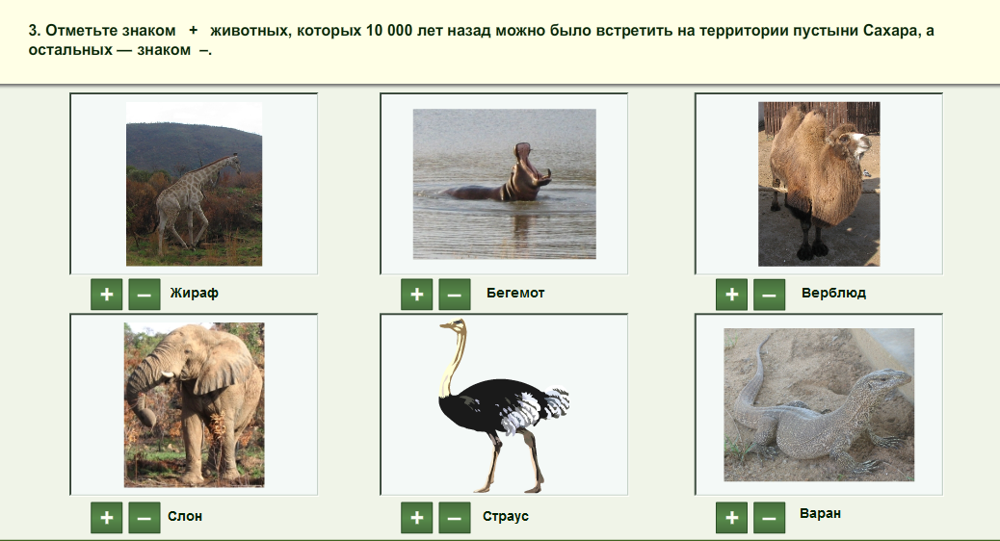 3. Отметьте знаком + животных, которых 10 000 лет назад можно было встретить на территории пустыни Сахара, а
остальных — знаком –.
+ – Жираф
+ – Бегемот
+ – Верблюд
+ – Слон
+ – Страус
+ – Варан